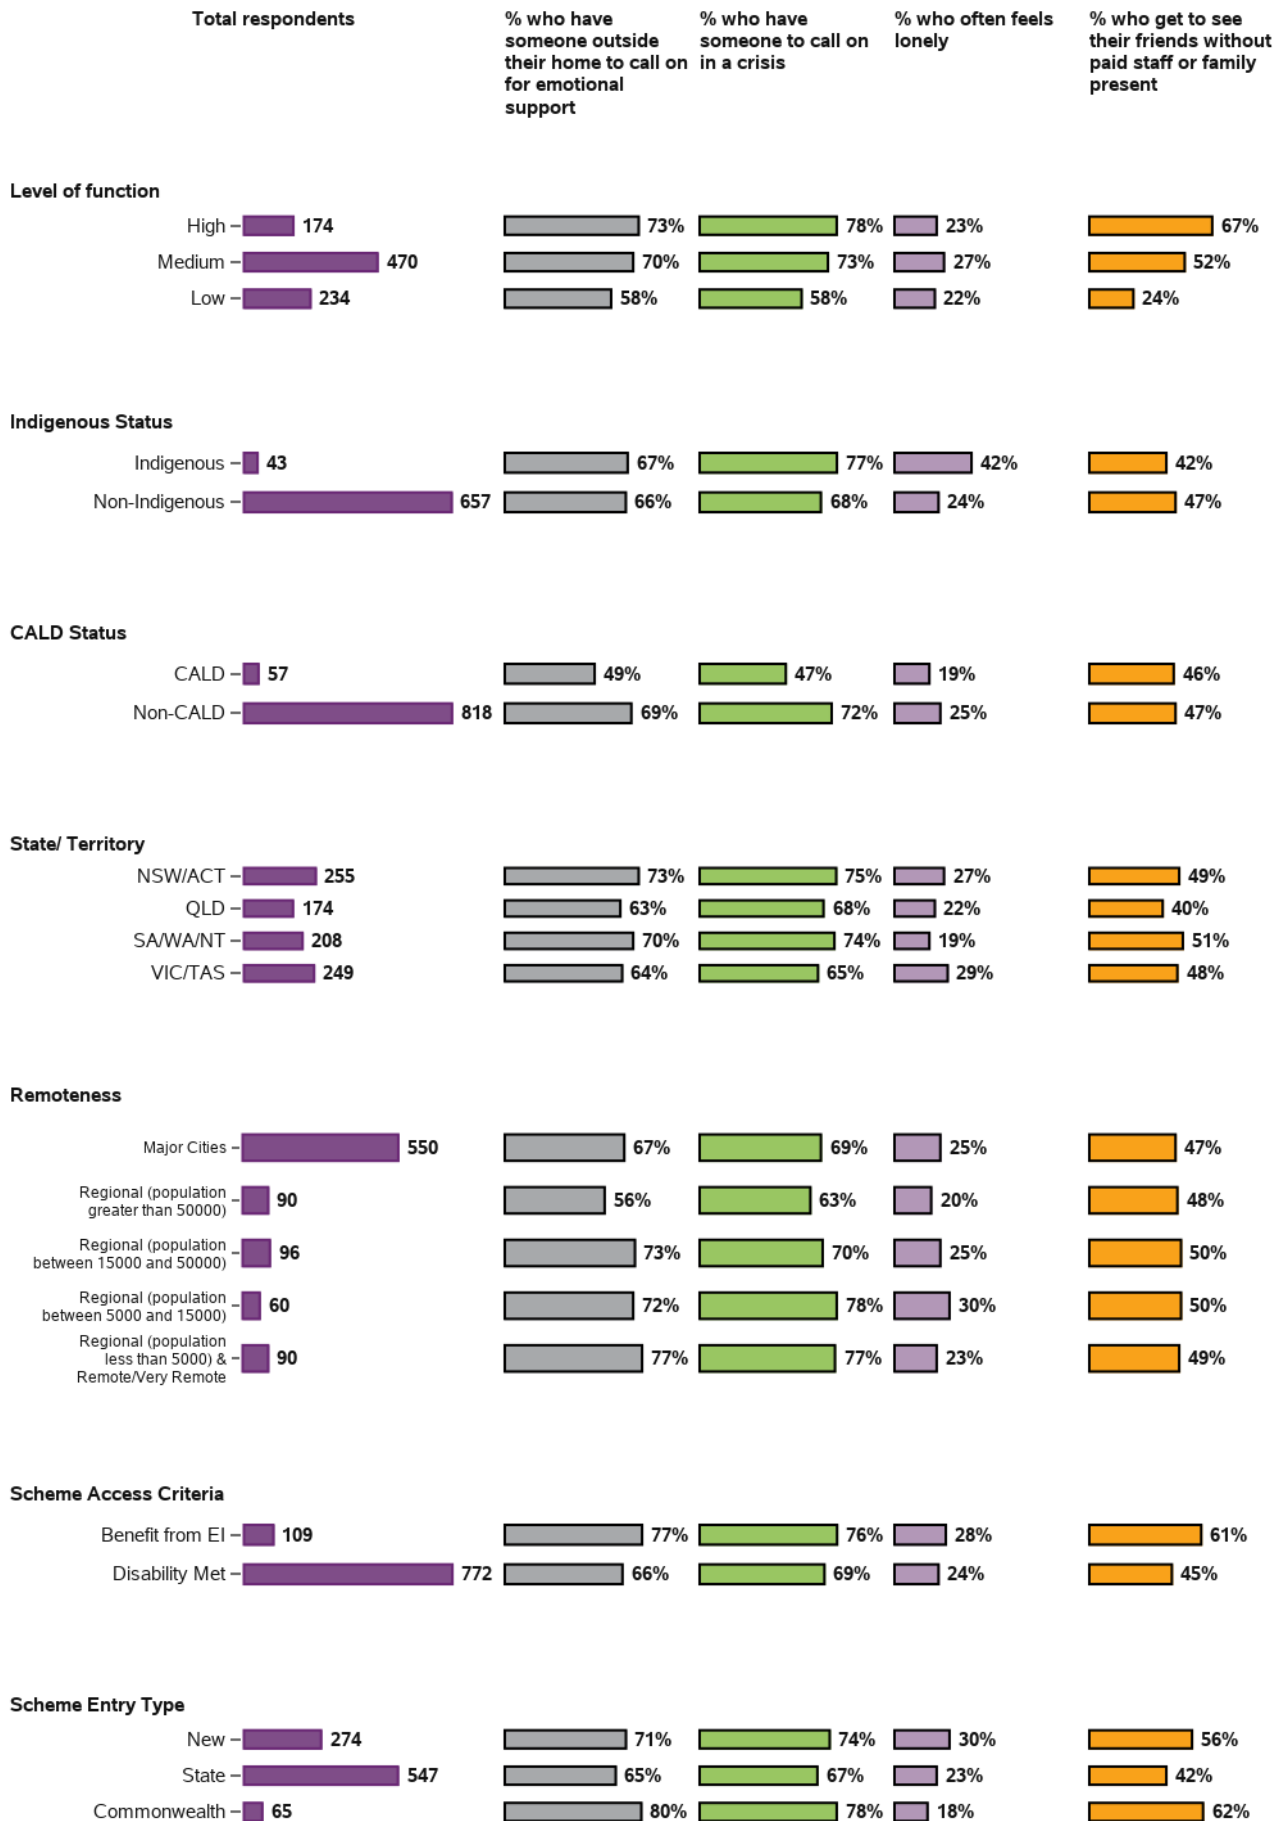 Total respondents
% who have
someone outside
their home to call on
for emotional
support
% who have
someone to call on
in a crisis
% who often feels
lonely
% who get to see
their friends without
paid staff or family
present
Level of function
High 174 73% 78% 23% 67%
Medium 470 70% 73% 27% 52%
Low 234 58% 58% 22% 24%
Indigenous Status
Indigenous 43 67% 77% 42% 42%
Non-Indigenous 657 66% 68% 24% 47%
CALD Status
CALD 57 49% 47% 19% 46%
Non-CALD 818 69% 72% 25% 47%
State/ Territory
NSW/ACT 255 73% 75% 27% 49%
QLD 174 63% 68% 22% 40%
SA/WA/NT 208 70% 74% 19% 51%
VIC/TAS 249 64% 65% 29% 48%
Remoteness
Major Cities 550 67% 69% 25% 47%
Regional (population
greater than 50000) 90 56% 63% 20% 48%
Regional (population
between 15000 and 50000) 96 73% 70% 25% 50%
Regional (population
between 5000 and 15000) 60 72% 78% 30% 50%
Regional (population
less than 5000) & 90 77% 77% 23% 49%
Remote/Very Remote
Scheme Access Criteria
Benefit from EI 109 77% 76% 28% 61%
Disability Met 772 66% 69% 24% 45%
Scheme Entry Type
New 274 71% 74% 30% 56%
State 547 65% 67% 23% 42%
Commonwealth 65 80% 78% 18% 62%